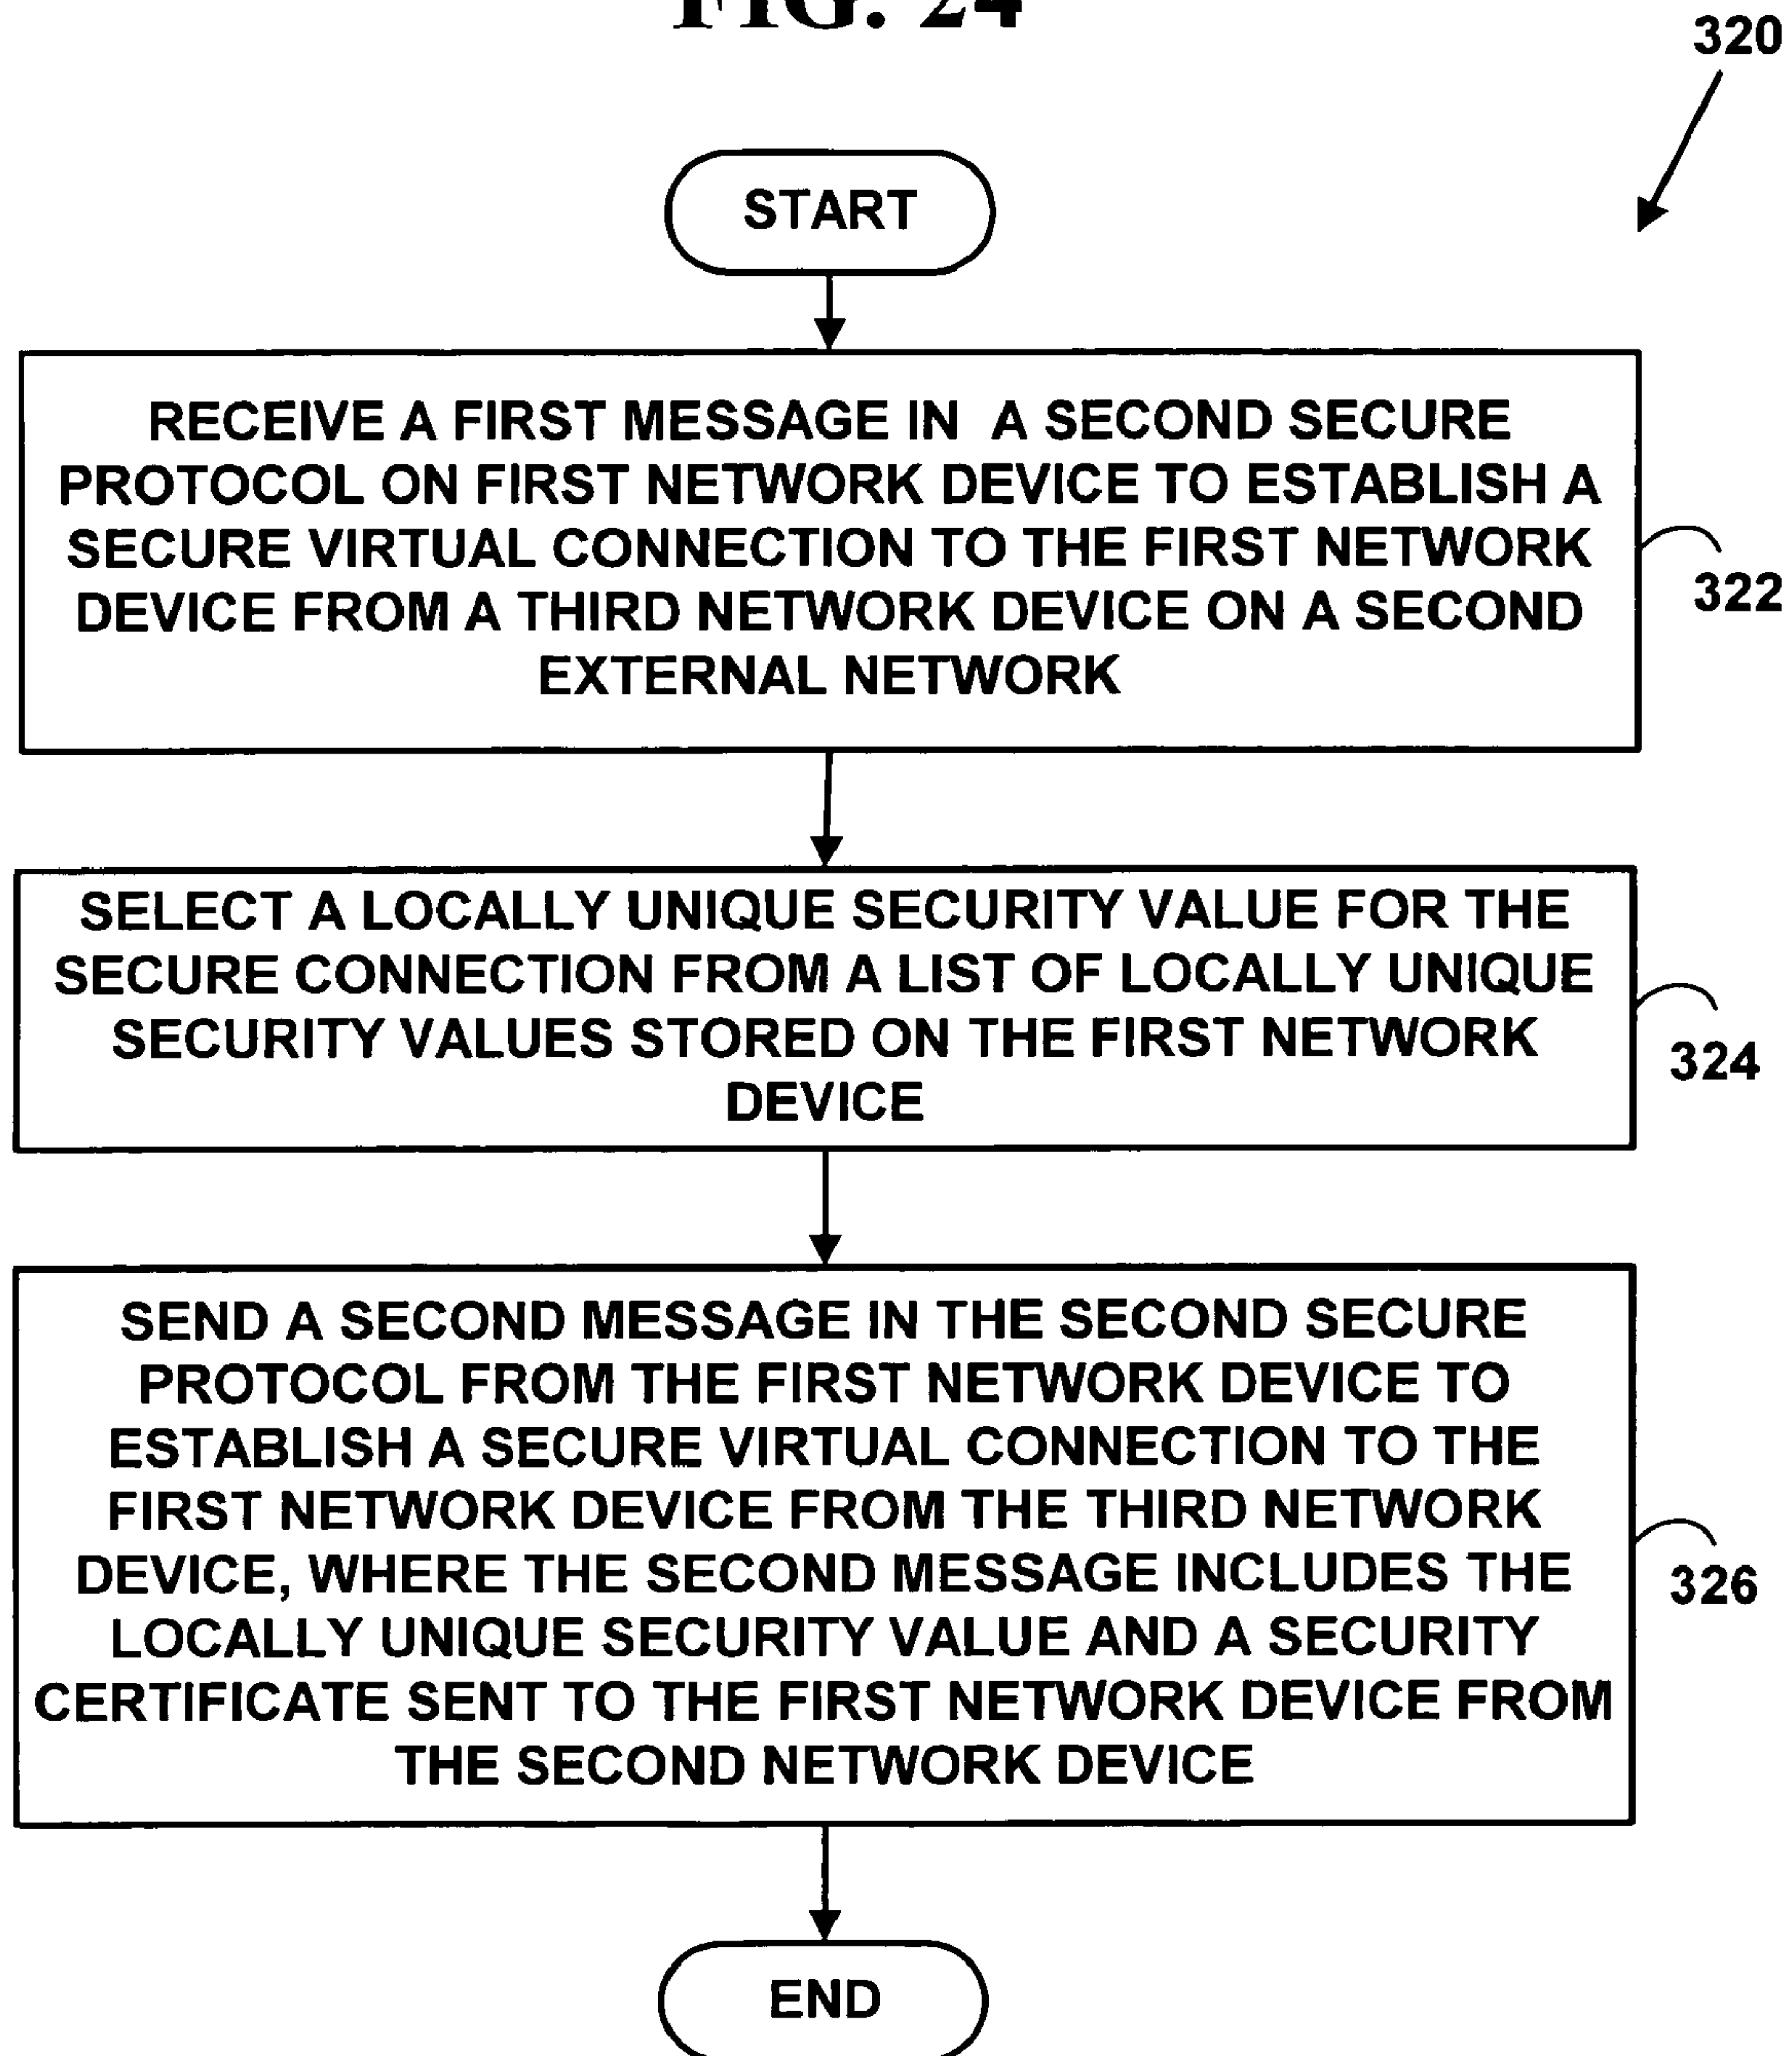 FIG. 24
320
START
RECEIVE A FIRST MESSAGE IN A SECOND SECURE
PROTOCOL ON FIRST NETWORK DEVICE TO ESTABLISH A
SECURE VIRTUAL CONNECTION TO THE FIRST NETWORK
DEVICE FROM A THIRD NETWORK DEVICE ON A SECOND
EXTERNAL NETWORK
322
SELECT A LOCALLY UNIQUE SECURITY VALUE FOR THE
SECURE CONNECTION FROM A LIST OF LOCALLY UNIQUE
SECURITY VALUES STORED ON THE FIRST NETWORK
DEVICE
324
SEND A SECOND MESSAGE IN THE SECOND SECURE
PROTOCOL FROM THE FIRST NETWORK DEVICE TO
ESTABLISH A SECURE VIRTUAL CONNECTION TO THE
FIRST NETWORK DEVICE FROM THE THIRD NETWORK
DEVICE, WHERE THE SECOND MESSAGE INCLUDES THE
LOCALLY UNIQUE SECURITY VALUE AND A SECURITY
CERTIFICATE SENT TO THE FIRST NETWORK DEVICE FROM
THE SECOND NETWORK DEVICE
326
END